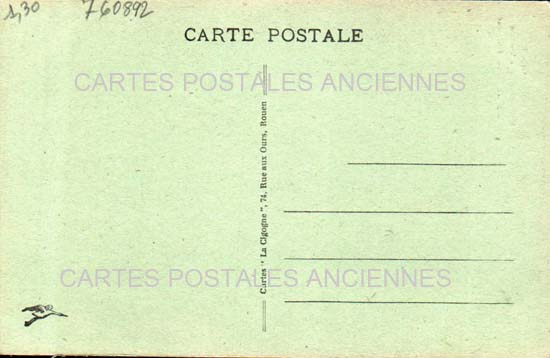 1,30 760892
CARTE POSTALE
CARTES POSTALES ANCIENNES
Cartes " La Cigogne ", 74, Rue aux Ours, Rouen
CARTES POSTALES ANCIENNES